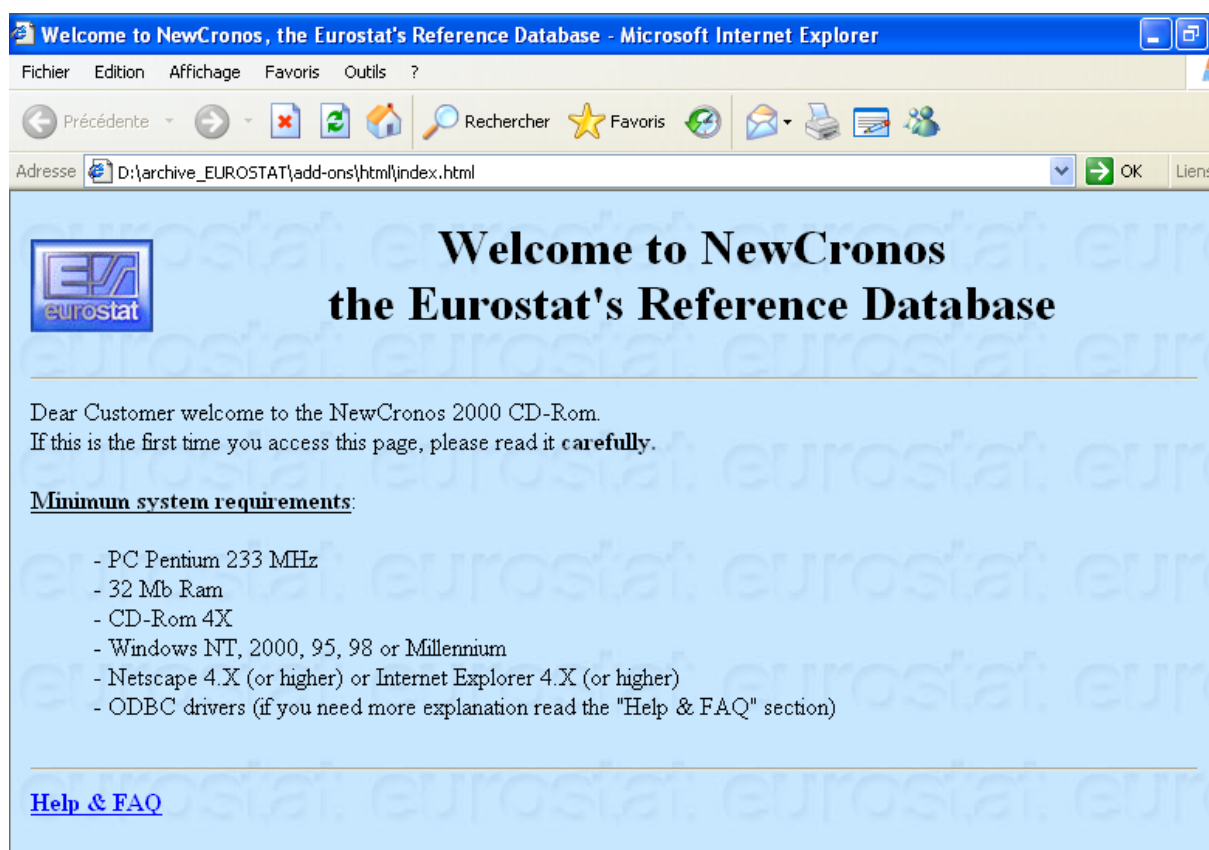 Welcome to NewCronos, the Eurostat's Reference Database - Microsoft Internet Explorer
Fichier Edition Affichage Favoris Outils ?
Précédente Rechercher Favoris
Adresse D:\archive_EUROSTAT\add-ons\html\index.html OK Liens
eurostat
Welcome to NewCronos
the Eurostat's Reference Database
Dear Customer welcome to the NewCronos 2000 CD-Rom.
If this is the first time you access this page, please read it carefully.
Minimum system requirements:
- PC Pentium 233 MHz
- 32 Mb Ram
- CD-Rom 4X
- Windows NT, 2000, 95, 98 or Millennium
- Netscape 4.X (or higher) or Internet Explorer 4.X (or higher)
- ODBC drivers (if you need more explanation read the "Help & FAQ" section)
Help & FAQ